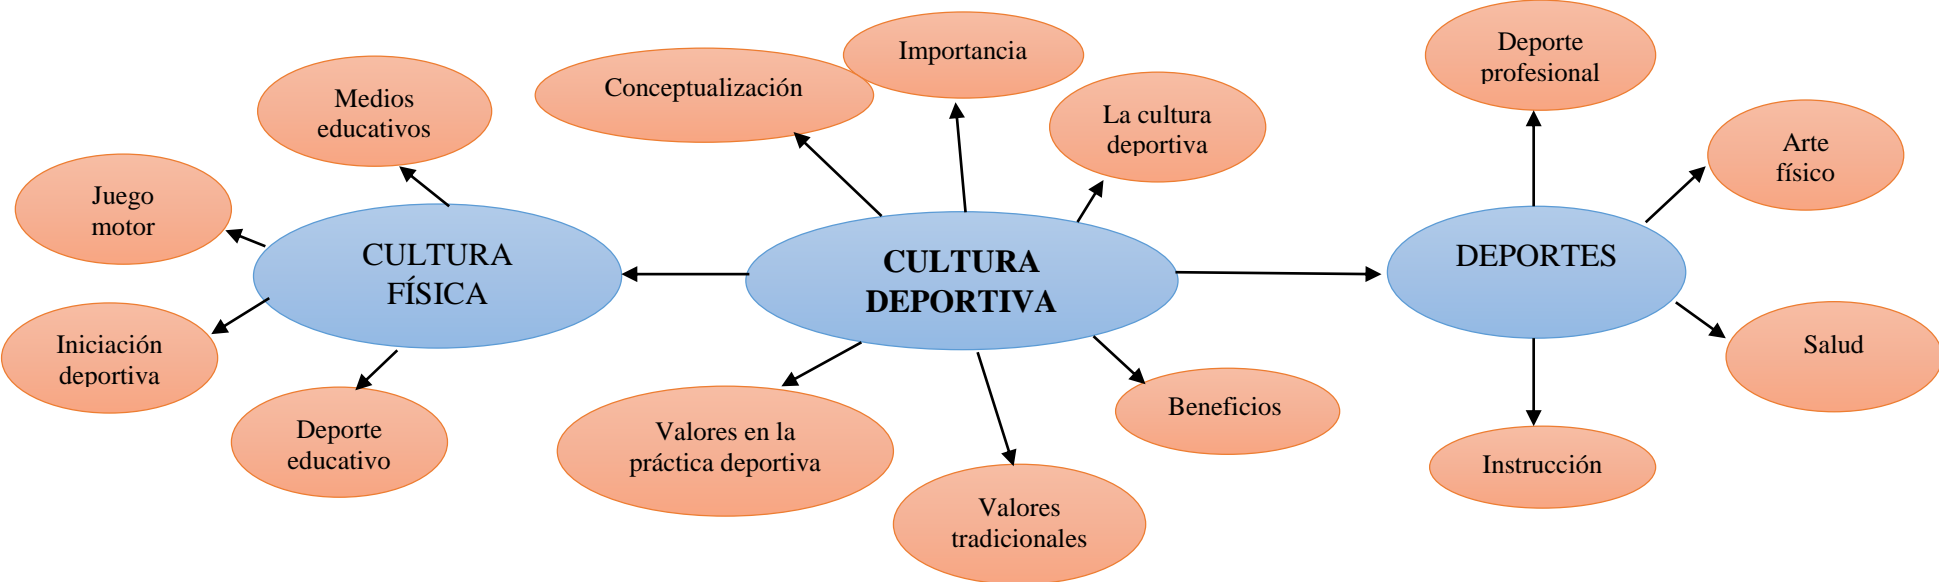 Deporte
profesional
Importancia
Conceptualización
Medios
educativos
La cultura
deportiva
Arte
físico
Juego
motor
CULTURA
FÍSICA
CULTURA
DEPORTIVA
DEPORTES
Iniciación
deportiva
Salud
Deporte
educativo
Valores en la
práctica deportiva
Beneficios
Instrucción
Valores
tradicionales